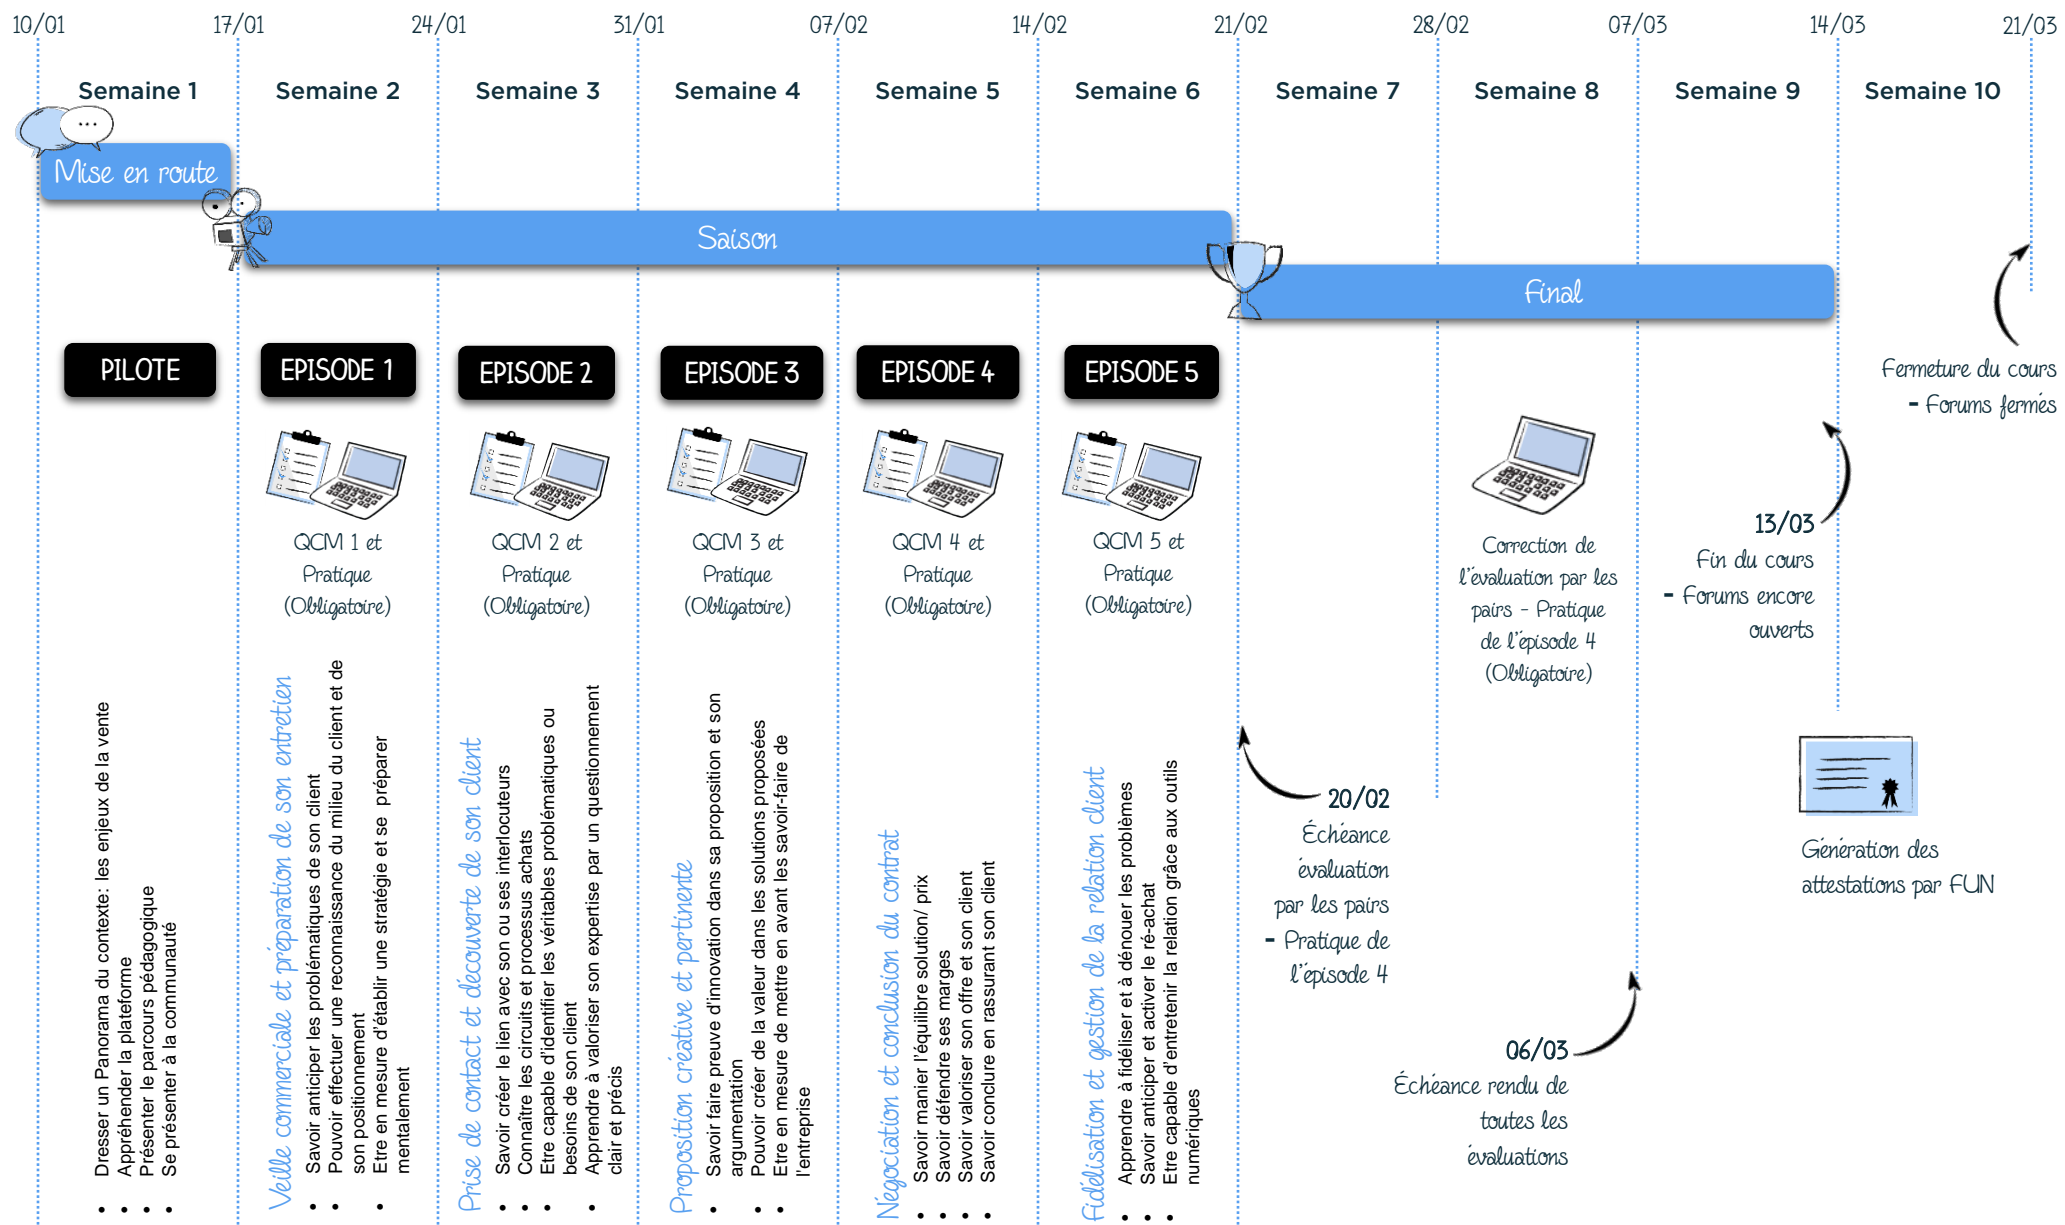 10/01
17/01
24/01
31/01
07/02
14/02
21/02
28/02
07/03
14/03
21/03
Semaine 1
Semaine 2
Semaine 3
Semaine 4
Semaine 5
Semaine 6
Semaine 7
Semaine 8
Semaine 9
Semaine 10
Mise en route
Saison
Final
PILOTE
EPISODE 1
EPISODE 2
EPISODE 3
EPISODE 4
EPISODE 5
QCM 1 et
Pratique
(Obligatoire)
QCM 2 et
Pratique
(Obligatoire)
QCM 3 et
Pratique
(Obligatoire)
QCM 4 et
Pratique
(Obligatoire)
QCM 5 et
Pratique
(Obligatoire)
Correction de
l'évaluation par les
pairs - Pratique
de l'épisode 4
(Obligatoire)
13/03
Fin du cours
- Forums encore
ouverts
Fermeture du cours
- Forums fermés
• Dresser un Panorama du contexte: les enjeux de la vente
• Appréhender la plateforme
• Présenter le parcours pédagogique
• Se présenter à la communauté
Veille commerciale et préparation de son entretien
• Savoir anticiper les problématiques de son client
• Pouvoir effectuer une reconnaissance du milieu du client et de
son positionnement
• Etre en mesure d'établir une stratégie et se préparer
mentalement
Prise de contact et découverte de son client
• Savoir créer le lien avec son ou ses interlocuteurs
• Connaître les circuits et processus achats
• Etre capable d'identifier les véritables problématiques ou
besoins de son client
• Apprendre à valoriser son expertise par un questionnement
clair et précis
Proposition créative et pertinente
• Savoir faire preuve d'innovation dans sa proposition et son
argumentation
• Pouvoir créer de la valeur dans les solutions proposées
• Etre en mesure de mettre en avant les savoir-faire de
l'entreprise
Négociation et conclusion du contrat
• Savoir manier l'équilibre solution/ prix
• Savoir défendre ses marges
• Savoir valoriser son offre et son client
• Savoir conclure en rassurant son client
Fidélisation et gestion de la relation client
• Apprendre à fidéliser et à dénouer les problèmes
• Savoir anticiper et activer le ré-achat
• Etre capable d'entretenir la relation grâce aux outils
numériques
20/02
Échéance
évaluation
par les pairs
- Pratique de
l'épisode 4
06/03
Échéance rendu de
toutes les
évaluations
Génération des
attestations par FUN